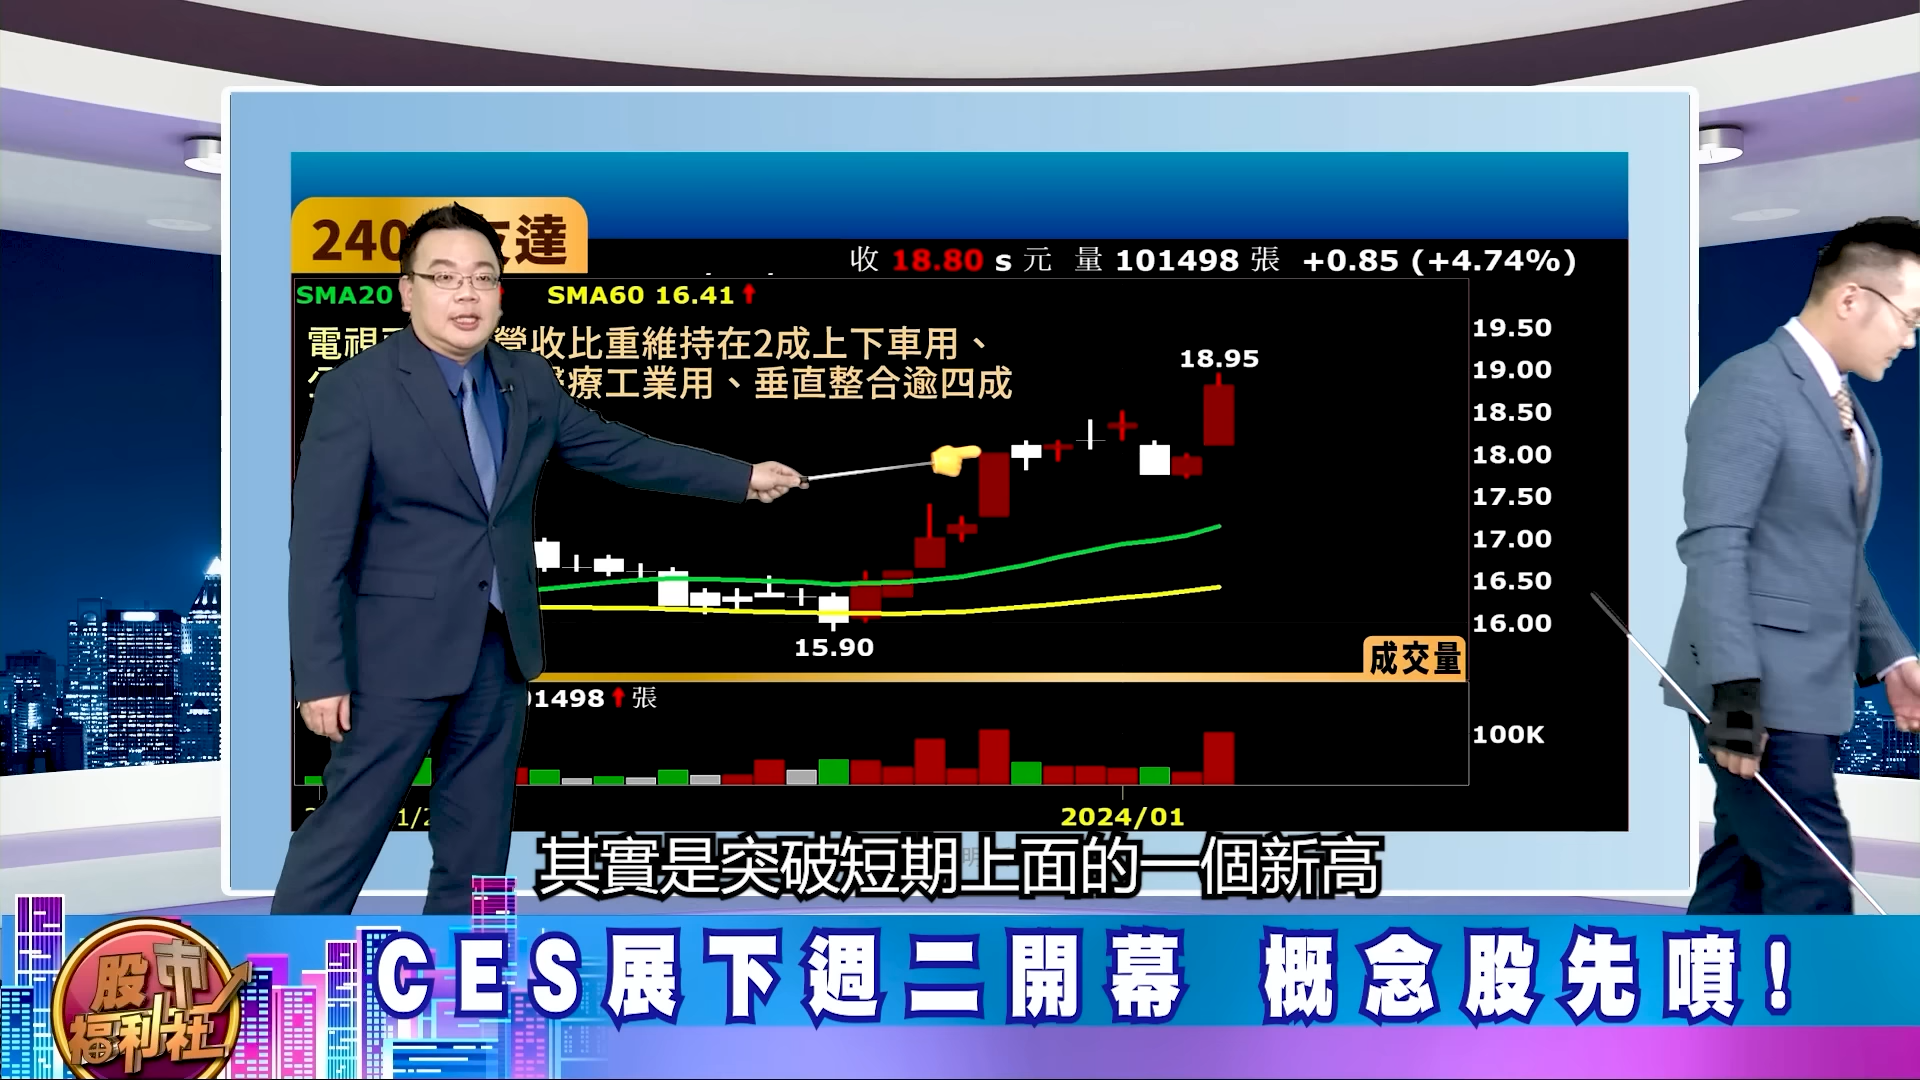 240 友達
收 18.80 s 元 量 101498 張 +0.85 (+4.74%)
SMA20 SMA60 16.41
電視 營收比重維持在2成上下車用、
療工業用、垂直整合逾四成
18.95
19.50
19.00
18.50
18.00
17.50
17.00
16.50
16.00
15.90
成交量
01498 張
100K
2024/01
其實是突破短期上面的一個新高
CES展下週二開幕 概念股先噴!
股市
福利社